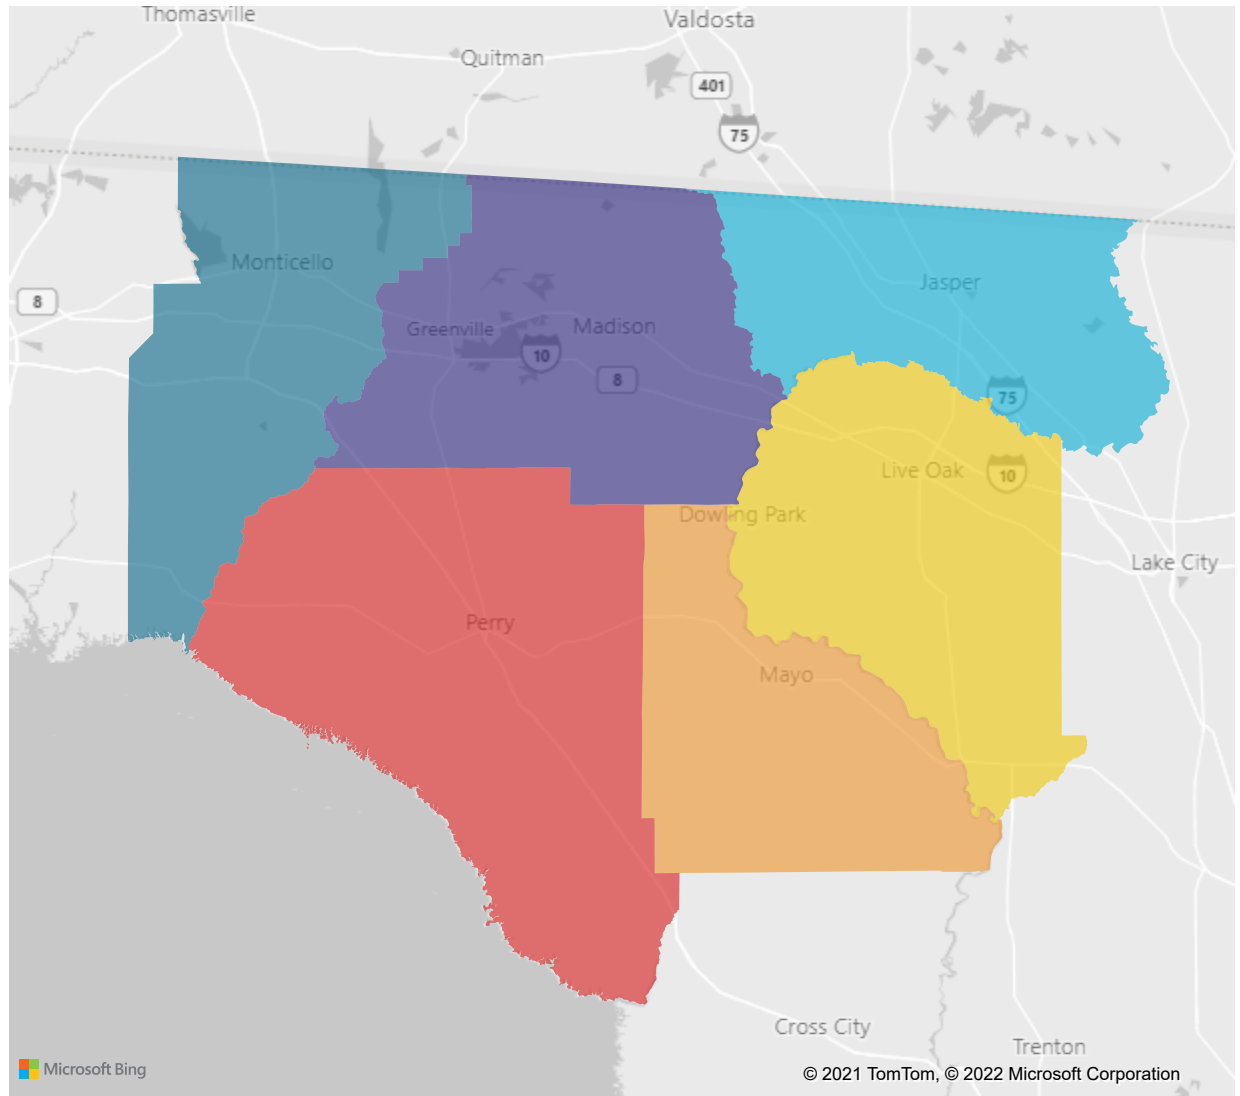 Thomasville
Valdosta
Quitman
401
75
Monticello
Jasper
8
Greenville
Madison
10
8
75
Live Oak
10
Dowling Park
Lake City
Perry
Mayo
Cross City
Trenton
Microsoft Bing
© 2021 TomTom, © 2022 Microsoft Corporation